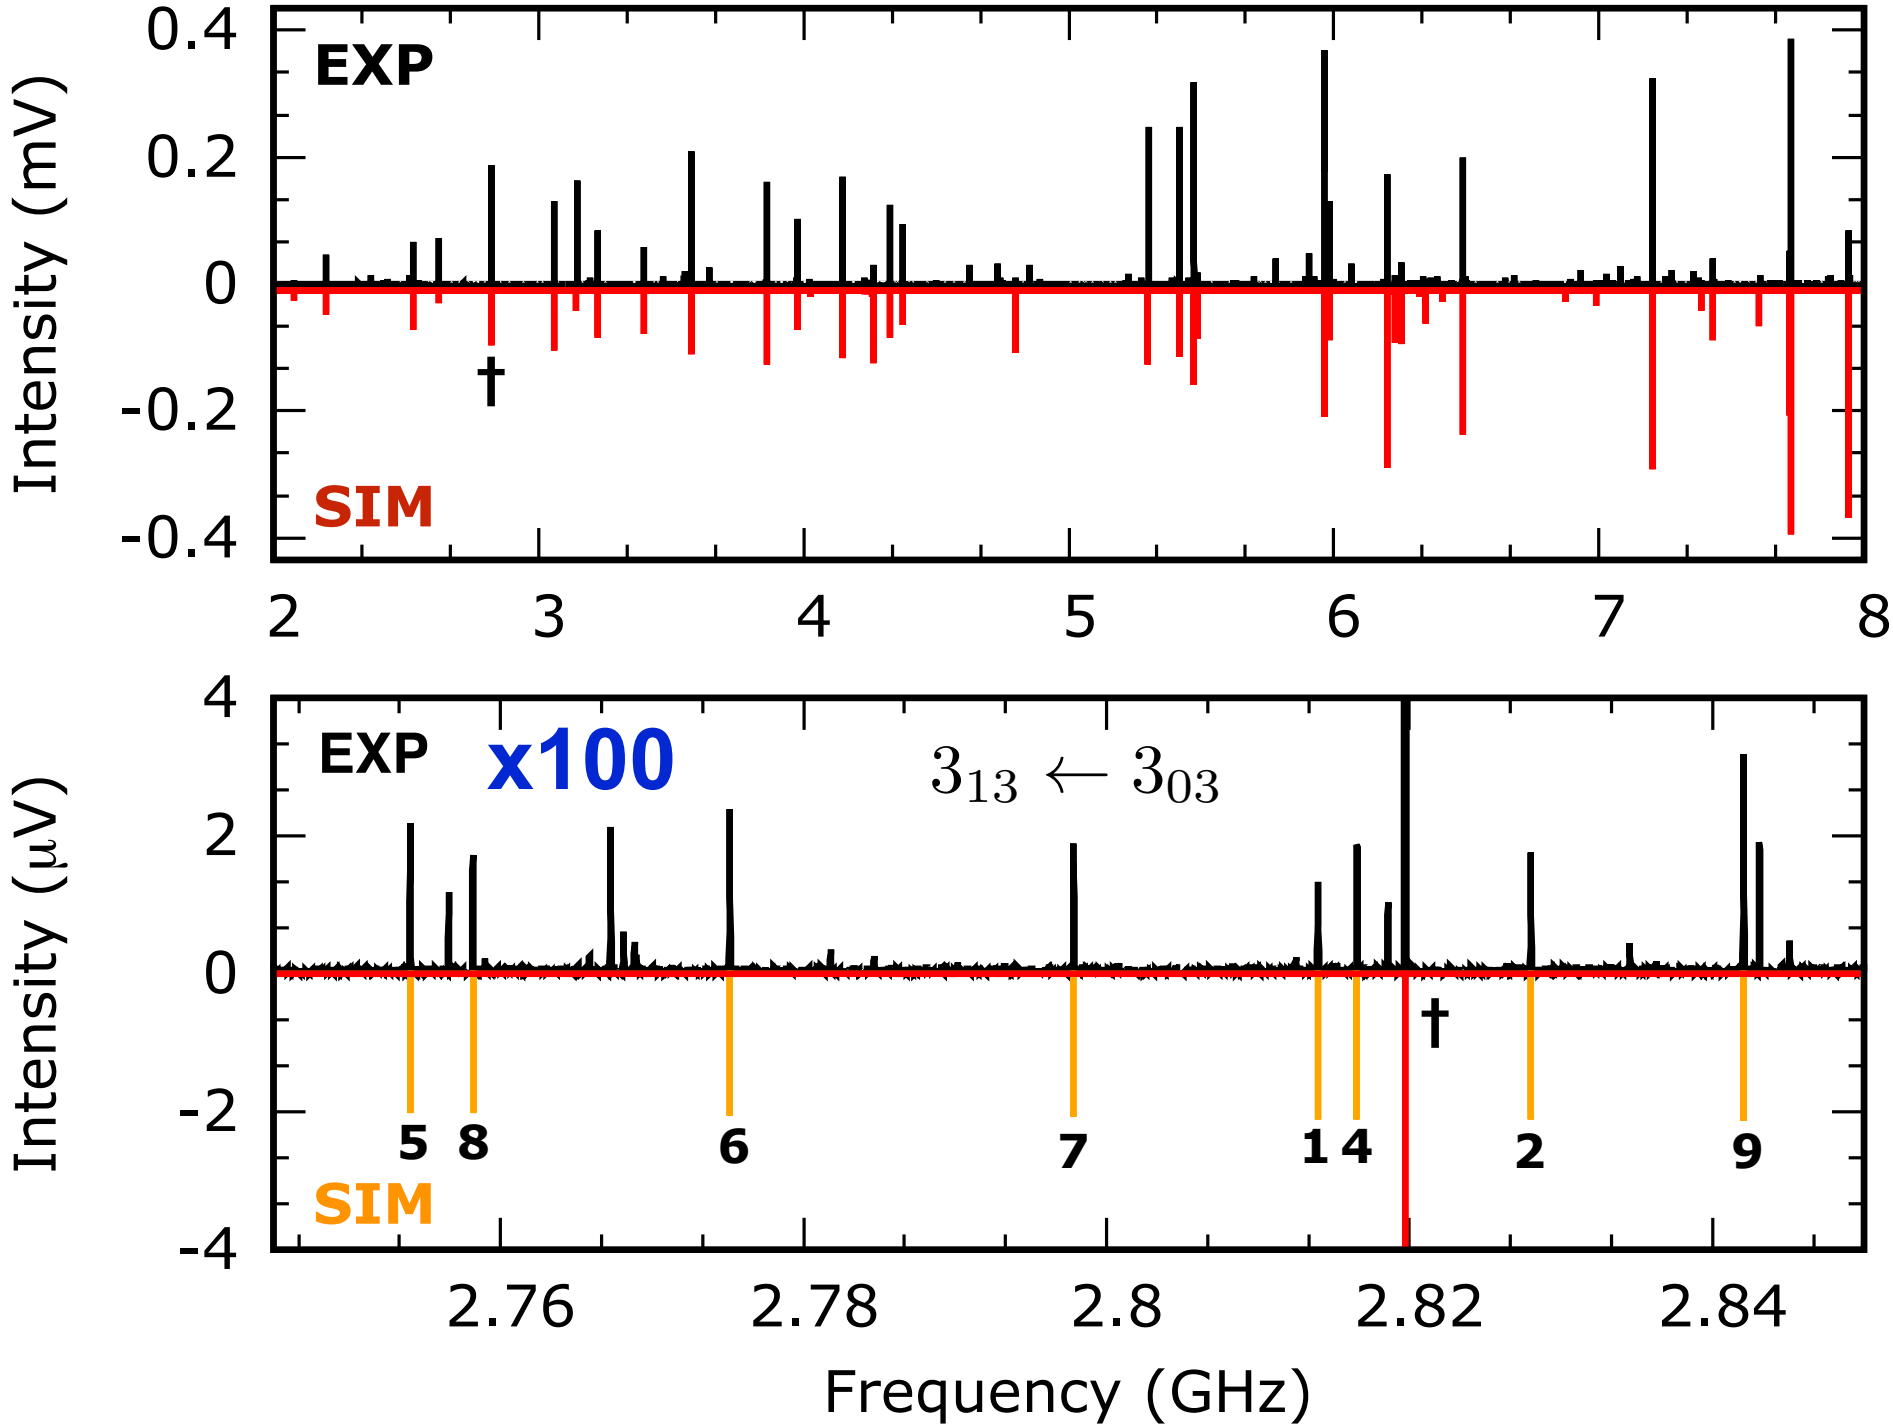 0.4
EXP
0.2
0
-0.2
-0.4
Intensity (mV)
†
SIM
2 3 4 5 6 7 8
4
EXP x100 3₁₃ ← 3₀₃
2
0
-2
-4
Intensity (μV)
†
5 8 6 7 1 4 2 9
SIM
2.76 2.78 2.8 2.82 2.84
Frequency (GHz)